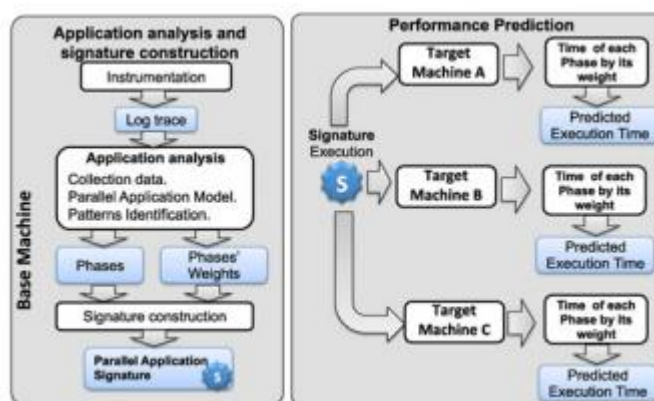 Application analysis and
signature construction
Instrumentation
Log trace
Application analysis
Collection data.
Parallel Application Model.
Patterns Identification.
Phases
Phases'
Weights
Signature construction
Parallel Application
Signature
S
Base Machine
Performance Prediction
Signature
Execution
S
Target
Machine A
Time of each
Phase by Its
weight
Predicted
Execution Time
Target
Machine B
Time of each
Phase by Its
weight
Predicted
Execution Time
Target
Machine C
Time of each
Phase by Its
weight
Predicted
Execution Time